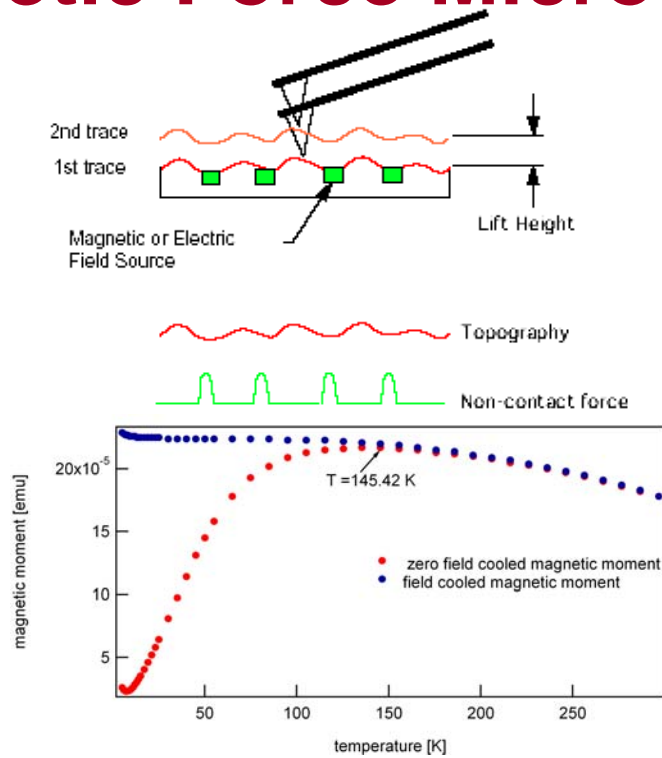 2nd trace
1st trace
Magnetic or Electric
Field Source
Lift Height
Topography
Non-contact force
magnetic moment [emu]
20x10⁻⁵
15
10
5
T =145.42 K
zero field cooled magnetic moment
field cooled magnetic moment
50
100
150
200
250
temperature [K]